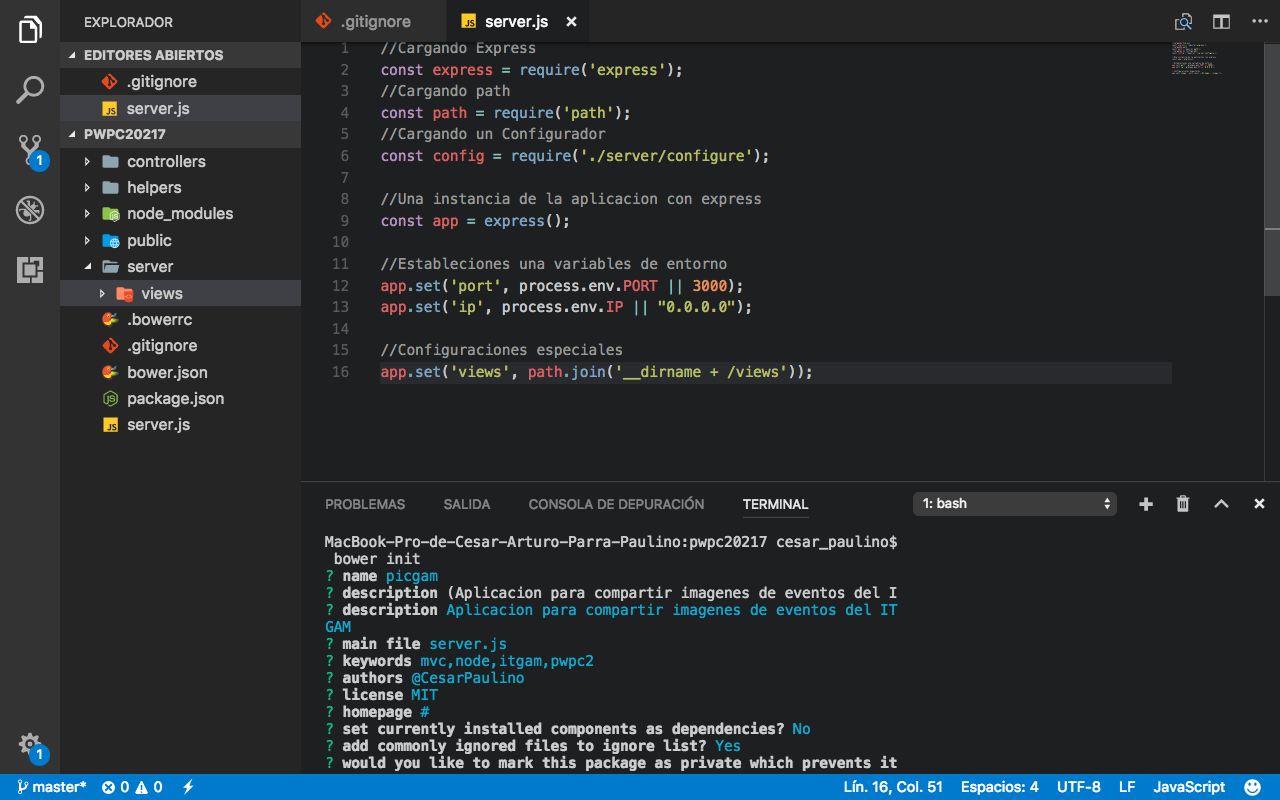 EXPLORADOR
EDITORES ABIERTOS
.gitignore
server.js
PWPC20217
controllers
helpers
node_modules
public
server
views
.bowerrc
.gitignore
bower.json
package.json
server.js
.gitignore
server.js
1 //Cargando Express
2 const express = require('express');
3 //Cargando path
4 const path = require('path');
5 //Cargando un Configurador
6 const config = require('./server/configure');
7
8 //Una instancia de la aplicacion con express
9 const app = express();
10
11 //Estableciones una variables de entorno
12 app.set('port', process.env.PORT || 3000);
13 app.set('ip', process.env.IP || "0.0.0.0");
14
15 //Configuraciones especiales
16 app.set('views', path.join('__dirname + /views'));
PROBLEMAS SALIDA CONSOLA DE DEPURACIÓN TERMINAL 1: bash
MacBook-Pro-de-Cesar-Arturo-Parra-Paulino:pwpc20217 cesar_paulino$
bower init
? name picgam
? description (Aplicacion para compartir imagenes de eventos del I
? description Aplicacion para compartir imagenes de eventos del IT
GAM
? main file server.js
? keywords mvc,node,itgam,pwpc2
? authors @CesarPaulino
? license MIT
? homepage #
? set currently installed components as dependencies? No
? add commonly ignored files to ignore list? Yes
? would you like to mark this package as private which prevents it
1
1
master* 0 0 Lín. 16, Col. 51 Espacios: 4 UTF-8 LF JavaScript